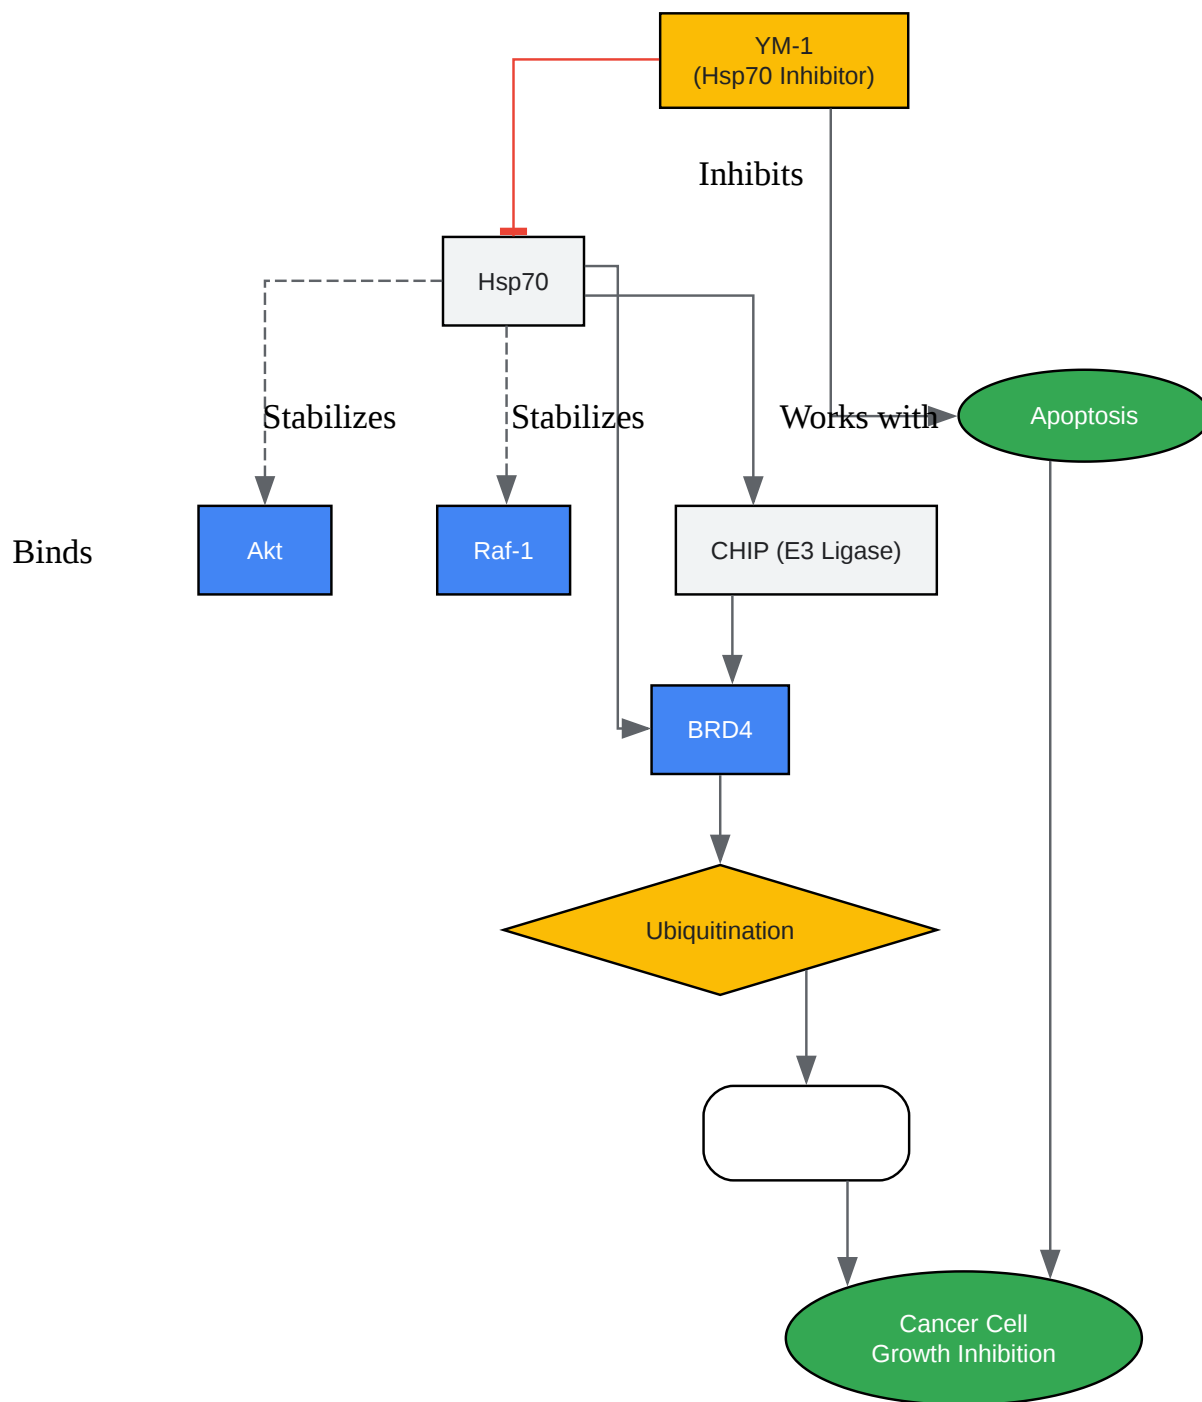 YM-1
(Hsp70 Inhibitor)
Inhibits
Hsp70
Stabilizes
Stabilizes
Works with
Apoptosis
Binds
Akt
Raf-1
CHIP (E3 Ligase)
BRD4
Ubiquitination
Cancer Cell
Growth Inhibition